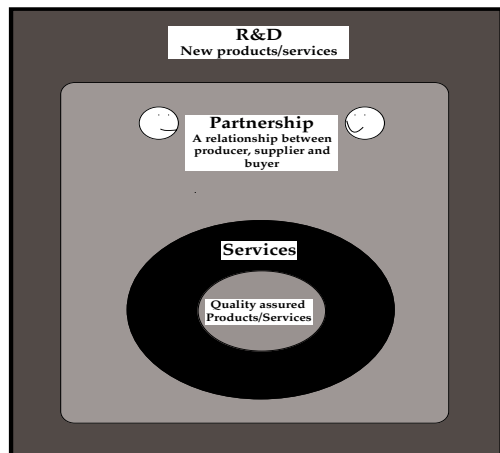 R&D
New products/services
Partnership
A relationship between
producer, supplier and
buyer
Services
Quality assured
Products/Services